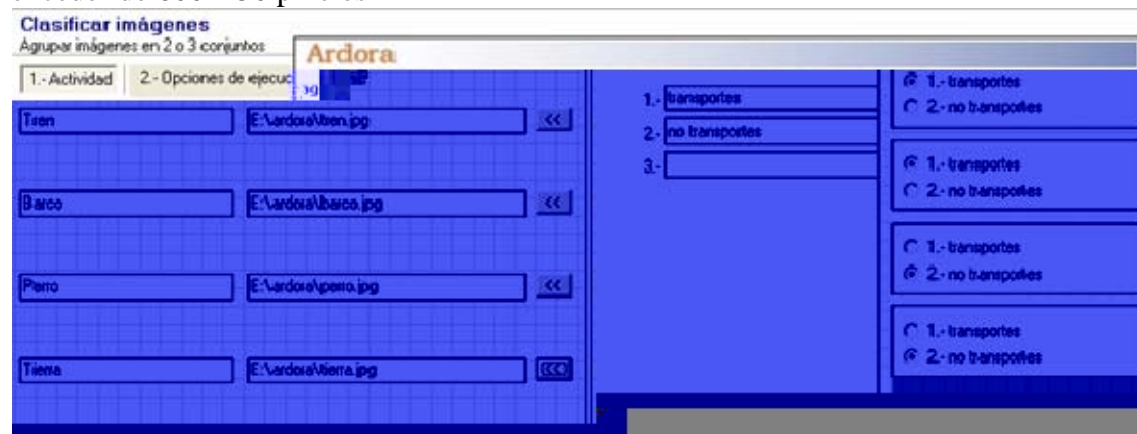 Clasificar imágenes
Agrupar imágenes en 2 o 3 conjuntos
Ardora
1.- Actividad 2.- Opciones de ejecuc
1.- transportes
2.- no transportes
1.- transportes
2.- no transportes
3.-
Tren E:\ardora\tren.jpg <<
1.- transportes
2.- no transportes
Barco E:\ardora\barco.jpg <<
1.- transportes
2.- no transportes
Perro E:\ardora\perro.jpg <<
1.- transportes
2.- no transportes
Tierra E:\ardora\tierra.jpg